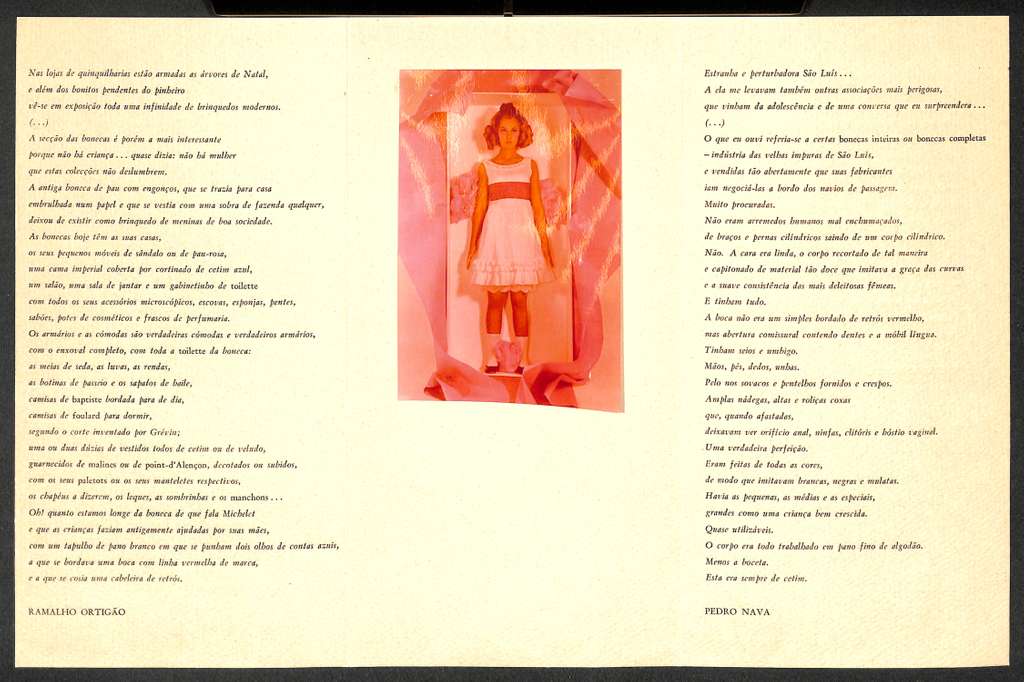 Nas lojas de quinquilharias estão armadas as árvores de Natal,
e além dos bonitos pendentes do pinheiro
vê-se em exposição toda uma infinidade de brinquedos modernos.
(...)
A secção das bonecas é porém a mais interessante
porque não há criança... quase dizia: não há mulher
que estas colecções não deslumbrem.
A antiga boneca de pau com engonços, que se trazia para casa
embrulhada num papel e que se vestia com uma sobra de fazenda qualquer,
deixou de existir como brinquedo de meninas de boa sociedade.
As bonecas hoje têm as suas casas,
os seus pequenos móveis de sândalo ou de pau-rosa,
uma cama imperial coberta por cortinado de cetim azul,
um salão, uma sala de jantar e um gabinetinho de toilette
com todos os seus acessórios microscópicos, escovas, esponjas, pentes,
sabões, potes de cosméticos e frascos de perfumaria.
Os armários e as cómodas são verdadeiras cómodas e verdadeiros armários,
com o enxoval completo, com toda a toilette da boneca:
as meias de seda, as luvas, as rendas,
as botinas de passeio e os sapatos de baile,
camisas de baptiste bordada para de dia,
camisas de foulard para dormir,
segundo o corte inventado por Grévin;
uma ou duas dúzias de vestidos todos de cetim ou de veludo,
guarnecidos de malines ou de point-d'Alençon, decotados ou subidos,
com os seus paletots ou os seus manteletes respectivos,
os chapéus a dizerem, os leques, as sombrinhas e os manchons...
Oh! quanto estamos longe da boneca de que fala Michelet
e que as crianças faziam antigamente ajudadas por suas mães,
com um tapulho de pano branco em que se punham dois olhos de contas azuis,
a que se bordava uma boca com linha vermelha de marca,
e a que se cosia uma cabeleira de retrós.
RAMALHO ORTIGÃO
Estranha e perturbadora São Luís...
A ela me levavam também outras associações mais perigosas,
que vinham da adolescência e de uma conversa que eu surpreendera...
(...)
O que eu ouvi referia-se a certas bonecas inteiras ou bonecas completas
– indústria das velhas impuras de São Luís,
e vendidas tão abertamente que suas fabricantes
iam negociá-las a bordo dos navios de passagem.
Muito procuradas.
Não eram arremedos humanos mal enchumaçados,
de braços e pernas cilíndricos saindo de um corpo cilíndrico.
Não. A cara era linda, o corpo recortado de tal maneira
e capitonado de material tão doce que imitava a graça das curvas
e a suave consistência das mais deleitosas fêmeas.
E tinham tudo.
A boca não era um simples bordado de retrós vermelho,
mas abertura comissural contendo dentes e a móbil língua.
Tinham seios e umbigo.
Mãos, pés, dedos, unhas.
Pelo nos sovacos e pentelhos fornidos e crespos.
Amplas nádegas, altas e roliças coxas
que, quando afastadas,
deixavam ver orifício anal, ninfas, clitóris e hóstio vaginal.
Uma verdadeira perfeição.
Eram feitas de todas as cores,
de modo que imitavam brancas, negras e mulatas.
Havia as pequenas, as médias e as especiais,
grandes como uma criança bem crescida.
Quase utilizáveis.
O corpo era todo trabalhado em pano fino de algodão.
Menos a boceta.
Esta era sempre de cetim.
PEDRO NAVA